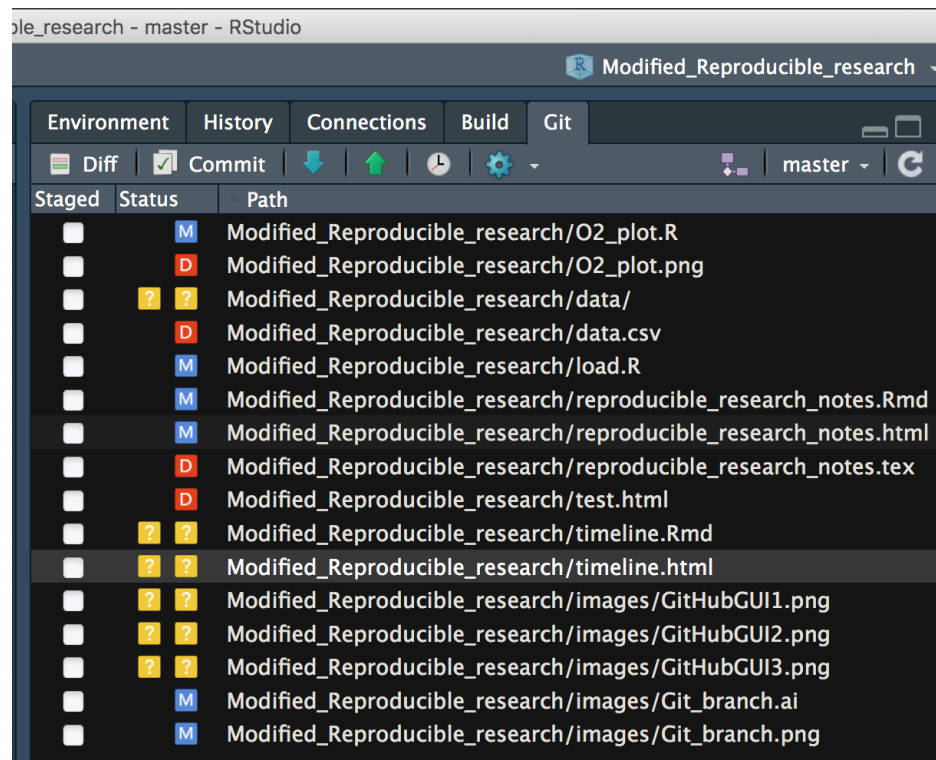 ble_research - master - RStudio
R Modified_Reproducible_research
Environment History Connections Build Git
Diff Commit master
Staged Status Path
M Modified_Reproducible_research/O2_plot.R
D Modified_Reproducible_research/O2_plot.png
? ? Modified_Reproducible_research/data/
D Modified_Reproducible_research/data.csv
M Modified_Reproducible_research/load.R
M Modified_Reproducible_research/reproducible_research_notes.Rmd
M Modified_Reproducible_research/reproducible_research_notes.html
D Modified_Reproducible_research/reproducible_research_notes.tex
D Modified_Reproducible_research/test.html
? ? Modified_Reproducible_research/timeline.Rmd
? ? Modified_Reproducible_research/timeline.html
? ? Modified_Reproducible_research/images/GitHubGUI1.png
? ? Modified_Reproducible_research/images/GitHubGUI2.png
? ? Modified_Reproducible_research/images/GitHubGUI3.png
M Modified_Reproducible_research/images/Git_branch.ai
M Modified_Reproducible_research/images/Git_branch.png